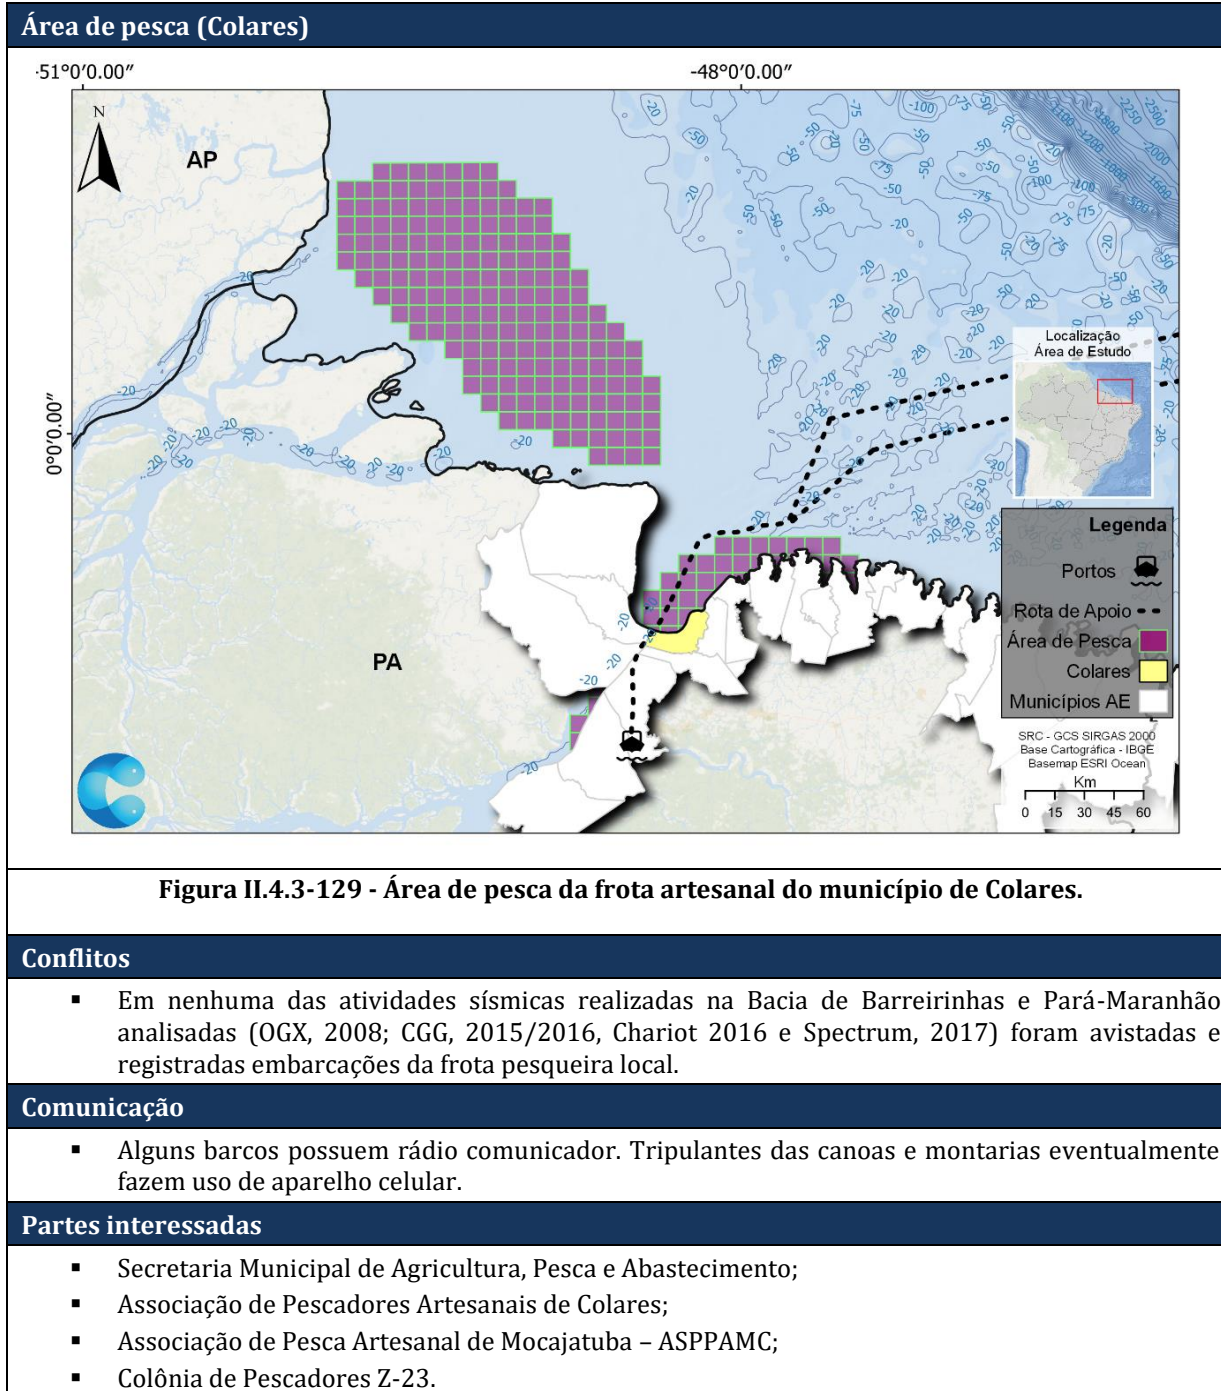 Área de pesca (Colares)
-51°0'0.00"
-48°0'0.00"
0°0'0.00"
N
AP
PA
Localização
Área de Estudo
Legenda
Portos
Rota de Apoio
Área de Pesca
Colares
Municípios AE
SRC - GCS SIRGAS 2000
Base Cartográfica - IBGE
Basemap ESRI Ocean
Km
0 15 30 45 60
Figura II.4.3-129 - Área de pesca da frota artesanal do município de Colares.
Conflitos
▪ Em nenhuma das atividades sísmicas realizadas na Bacia de Barreirinhas e Pará-Maranhão
analisadas (OGX, 2008; CGG, 2015/2016, Chariot 2016 e Spectrum, 2017) foram avistadas e
registradas embarcações da frota pesqueira local.
Comunicação
▪ Alguns barcos possuem rádio comunicador. Tripulantes das canoas e montarias eventualmente
fazem uso de aparelho celular.
Partes interessadas
▪ Secretaria Municipal de Agricultura, Pesca e Abastecimento;
▪ Associação de Pescadores Artesanais de Colares;
▪ Associação de Pesca Artesanal de Mocajatuba – ASPPAMC;
▪ Colônia de Pescadores Z-23.